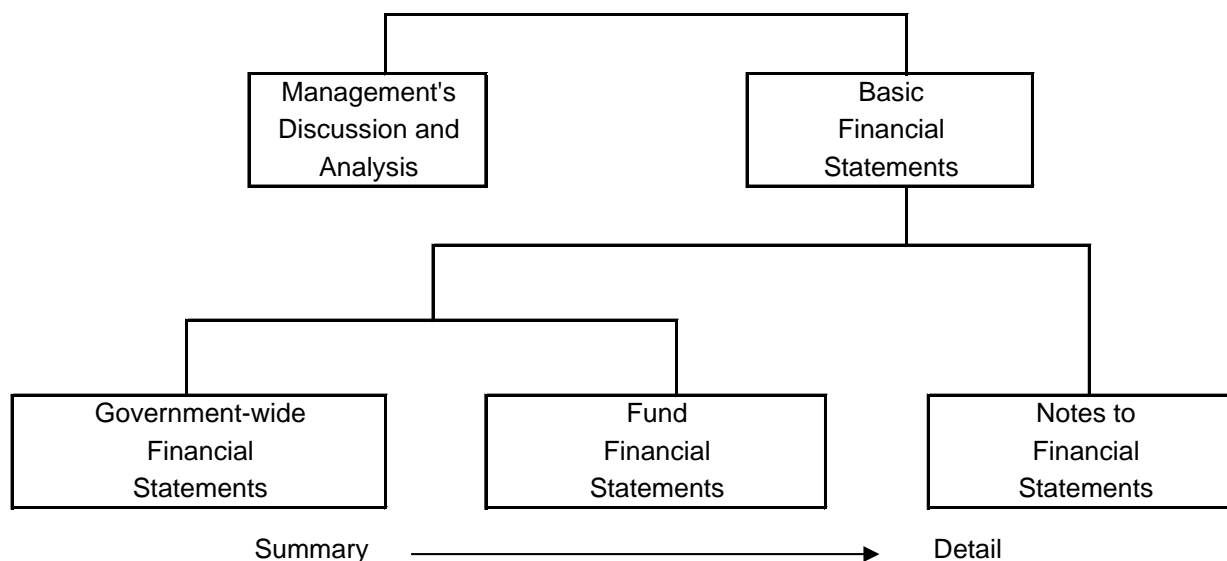 Management's
Discussion and
Analysis
Basic
Financial
Statements
Government-wide
Financial
Statements
Fund
Financial
Statements
Notes to
Financial
Statements
Summary
Detail